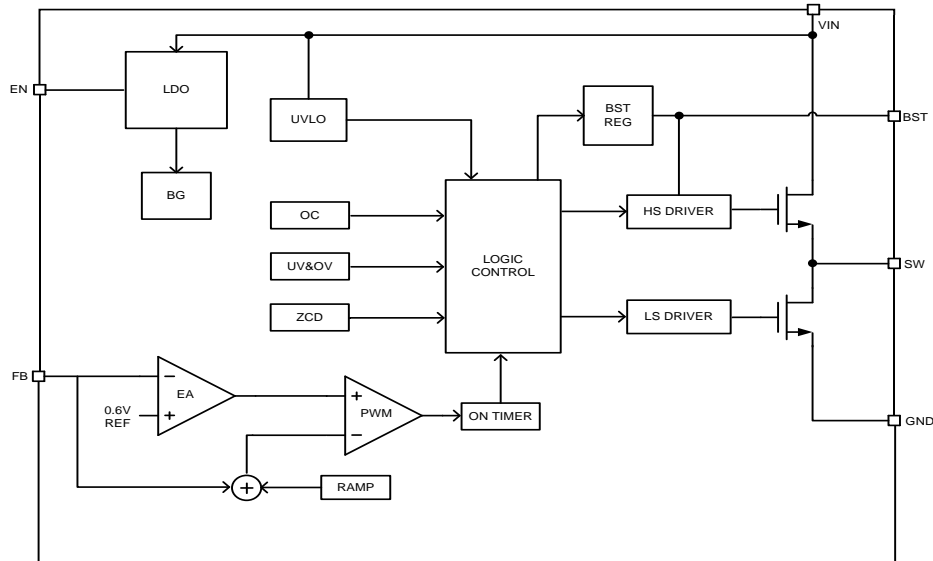 VIN
EN
LDO
UVLO
BST
REG
BST
BG
OC
HS DRIVER
LOGIC
CONTROL
UV&OV
SW
ZCD
LS DRIVER
FB
−
EA
0.6V
REF
+
+
PWM
−
ON TIMER
GND
+
RAMP